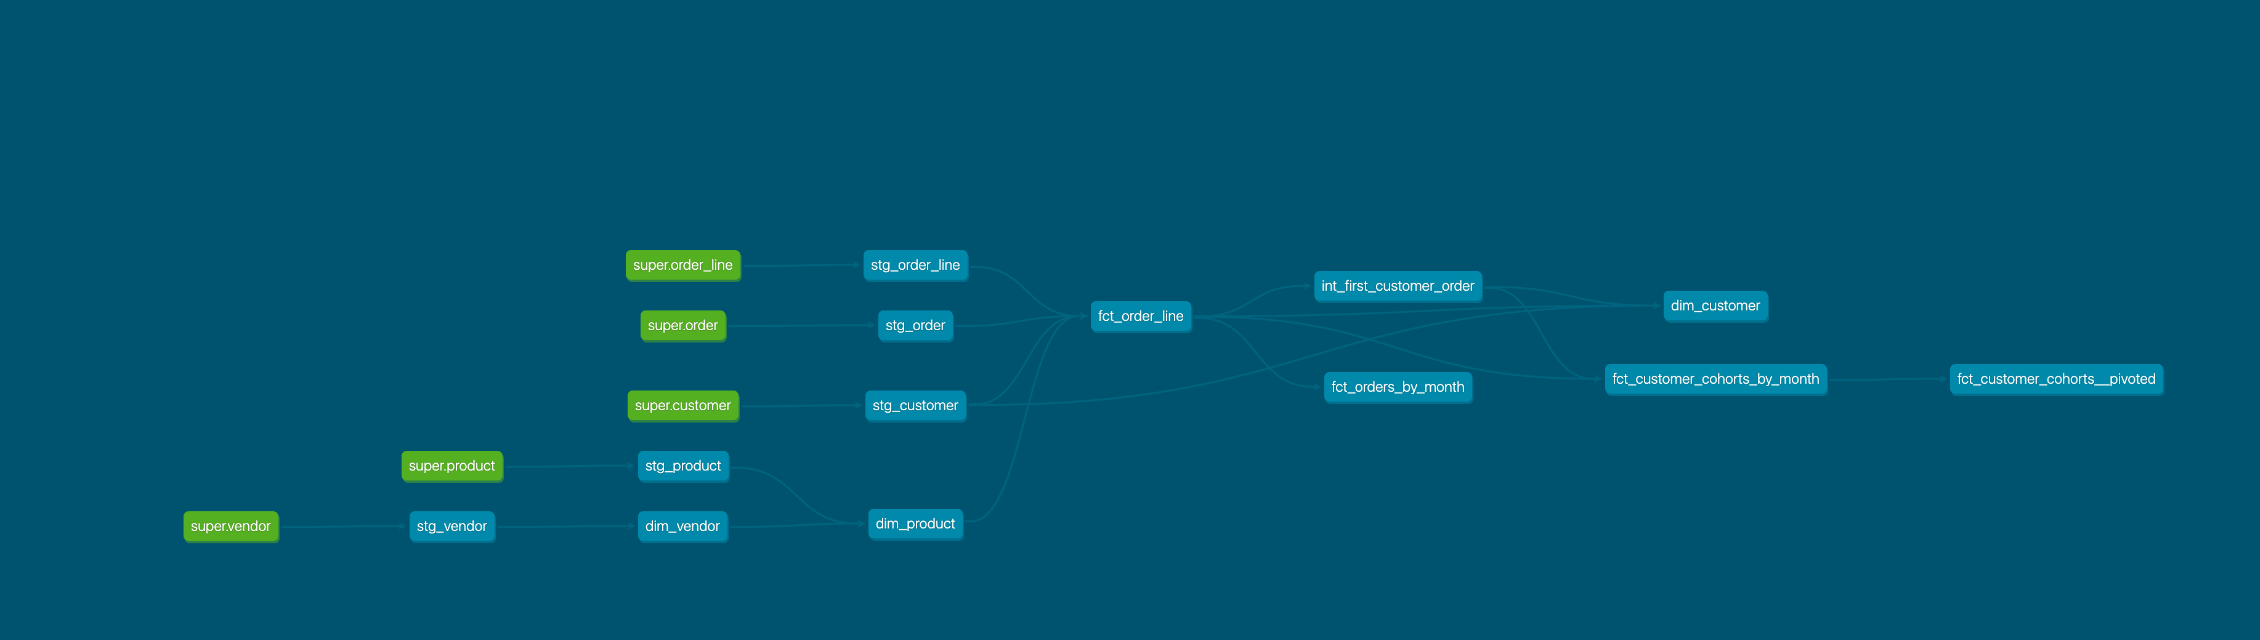 super.order_line
stg_order_line
int_first_customer_order
dim_customer
fct_order_line
super.order
stg_order
fct_orders_by_month
fct_customer_cohorts_by_month
fct_customer_cohorts__pivoted
super.customer
stg_customer
super.product
stg_product
super.vendor
stg_vendor
dim_vendor
dim_product